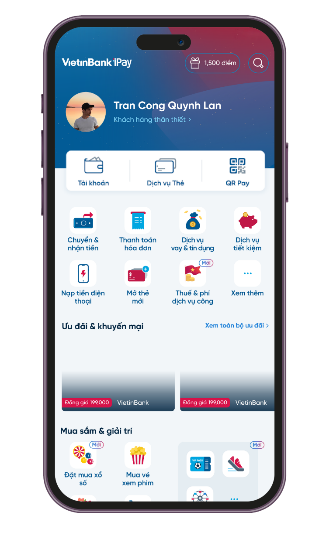 VietinBank iPay
1,500 điểm
Tran Cong Quynh Lan
Khách hàng thân thiết >
Tài khoản
Dịch vụ Thẻ
QR Pay
Chuyển &
nhận tiền
Thanh toán
hóa đơn
Dịch vụ
vay & tín dụng
Dịch vụ
tiết kiệm
Nạp tiền điện
thoại
Mở thẻ
mới
Mới
Thuế & phí
dịch vụ công
Xem thêm
Ưu đãi & khuyến mại
Xem toàn bộ ưu đãi >
Đồng giá 199,000
VietinBank
Đồng giá 199,000
VietinBank
Mua sắm & giải trí
Mới
Đặt mua xổ
số
Mua vé
xem phim
Mới